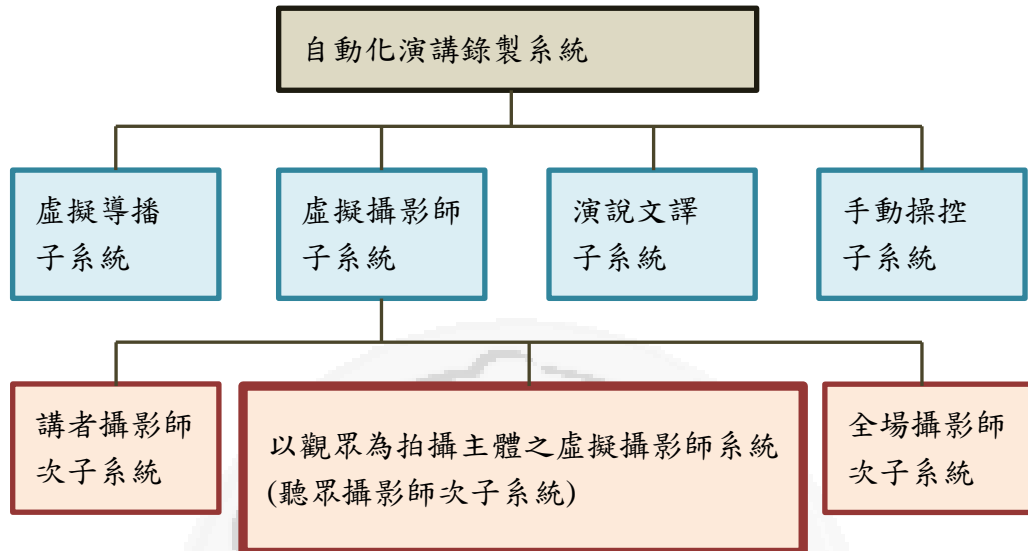 自動化演講錄製系統
虛擬導播
子系統
虛擬攝影師
子系統
演說文譯
子系統
手動操控
子系統
講者攝影師
次子系統
以觀眾為拍攝主體之虛擬攝影師系統
(聽眾攝影師次子系統)
全場攝影師
次子系統